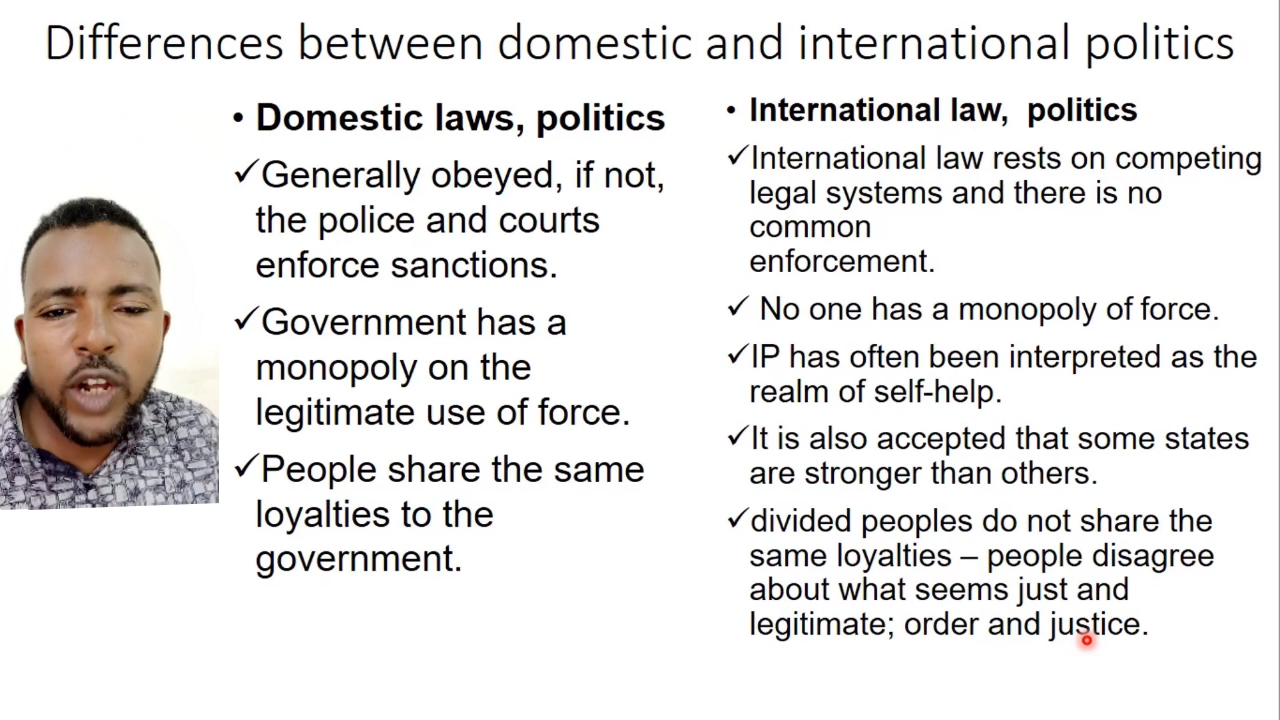 Differences between domestic and international politics
• Domestic laws, politics
✓Generally obeyed, if not,
the police and courts
enforce sanctions.
✓Government has a
monopoly on the
legitimate use of force.
✓People share the same
loyalties to the
government.
• International law,  politics
✓International law rests on competing
legal systems and there is no
common
enforcement.
✓ No one has a monopoly of force.
✓IP has often been interpreted as the
realm of self-help.
✓It is also accepted that some states
are stronger than others.
✓divided peoples do not share the
same loyalties – people disagree
about what seems just and
legitimate; order and justice.